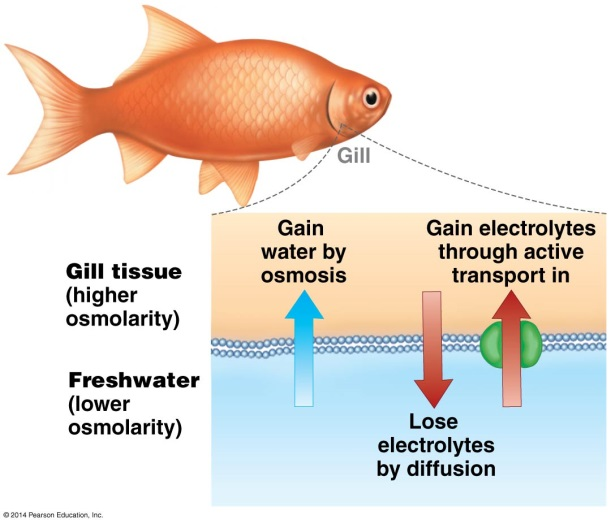 Gill
Gain
water by
osmosis
Gain electrolytes
through active
transport in
Gill tissue
(higher
osmolarity)
Freshwater
(lower
osmolarity)
Lose
electrolytes
by diffusion
© 2014 Pearson Education, Inc.